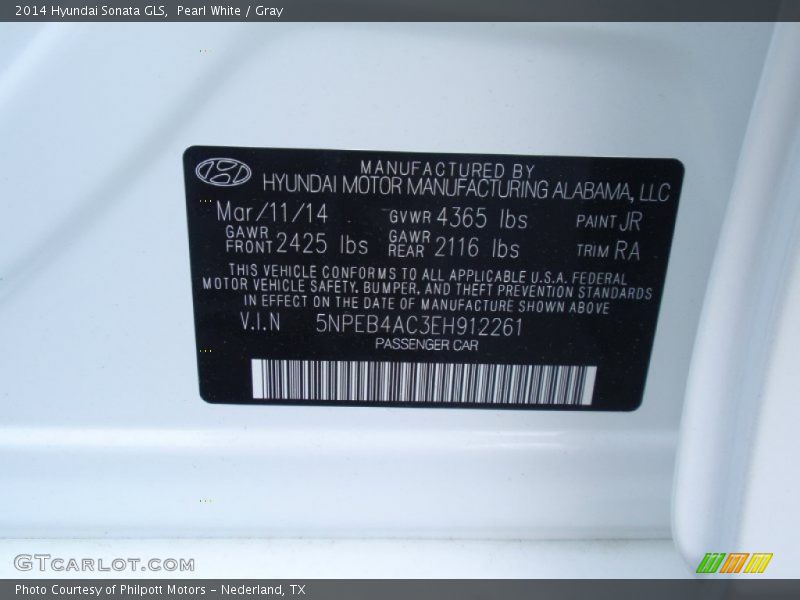 2014 Hyundai Sonata GLS, Pearl White / Gray
MANUFACTURED BY
HYUNDAI MOTOR MANUFACTURING ALABAMA, LLC
Mar/11/14 GVWR 4365 lbs PAINT JR
GAWR FRONT 2425 lbs GAWR REAR 2116 lbs TRIM RA
THIS VEHICLE CONFORMS TO ALL APPLICABLE U.S.A. FEDERAL
MOTOR VEHICLE SAFETY, BUMPER, AND THEFT PREVENTION STANDARDS
IN EFFECT ON THE DATE OF MANUFACTURE SHOWN ABOVE
V.I.N 5NPEB4AC3EH912261
PASSENGER CAR
GTCARLOT.COM
Photo Courtesy of Philpott Motors - Nederland, TX